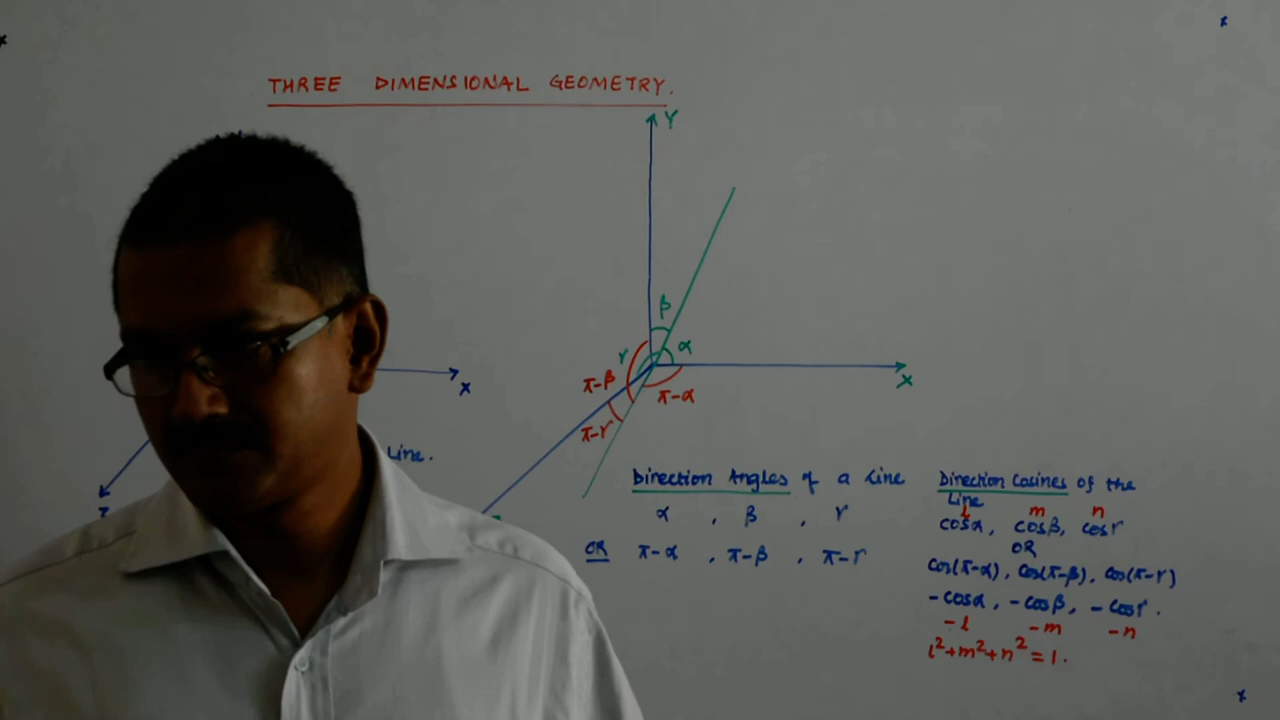 THREE DIMENSIONAL GEOMETRY.
Y
β
γ
α
X
π-β
π-α
π-γ
X
Line.
Z
Direction Angles of a Line
α , β , γ
OR π-α , π-β , π-γ
Direction Cosines of the
Line
l m n
cosα, cosβ, cosγ
OR
cos(π-α), cos(π-β), cos(π-γ)
-cosα, -cosβ, -cosγ.
-l -m -n
l²+m²+n²=1.